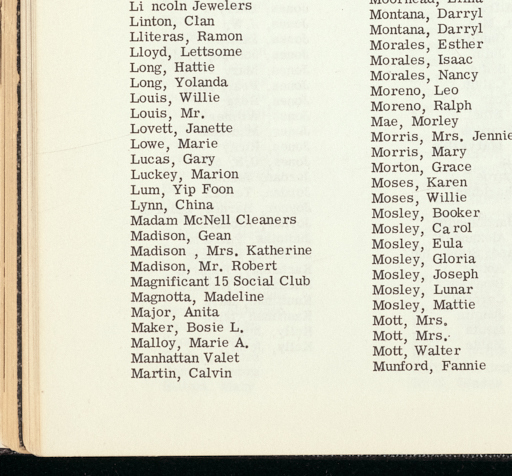 Li ncoln Jewelers
Linton, Clan
Lliteras, Ramon
Lloyd, Lettsome
Long, Hattie
Long, Yolanda
Louis, Willie
Louis, Mr.
Lovett, Janette
Lowe, Marie
Lucas, Gary
Luckey, Marion
Lum, Yip Foon
Lynn, China
Madam McNell Cleaners
Madison, Gean
Madison , Mrs. Katherine
Madison, Mr. Robert
Magnificant 15 Social Club
Magnotta, Madeline
Major, Anita
Maker, Bosie L.
Malloy, Marie A.
Manhattan Valet
Martin, Calvin
Montana, Darryl
Montana, Darryl
Morales, Esther
Morales, Isaac
Morales, Nancy
Moreno, Leo
Moreno, Ralph
Mae, Morley
Morris, Mrs. Jennie
Morris, Mary
Morton, Grace
Moses, Karen
Moses, Willie
Mosley, Booker
Mosley, Carol
Mosley, Eula
Mosley, Gloria
Mosley, Joseph
Mosley, Lunar
Mosley, Mattie
Mott, Mrs.
Mott, Mrs.
Mott, Walter
Munford, Fannie